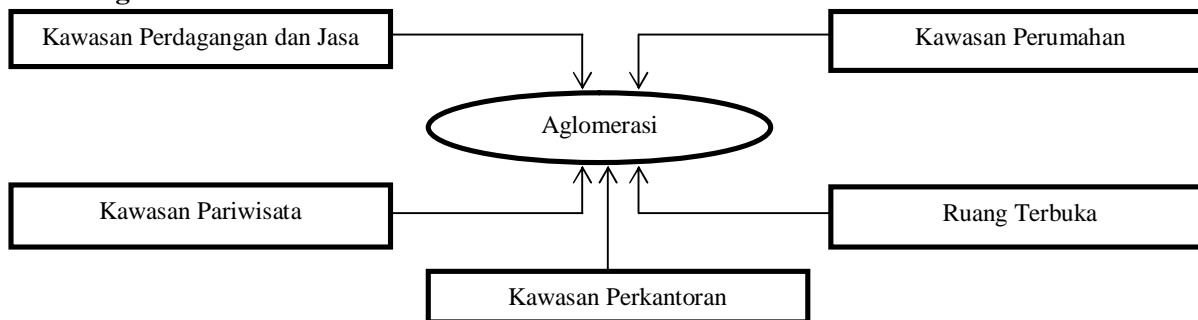 Kawasan Perdagangan dan Jasa
Kawasan Perumahan
Aglomerasi
Kawasan Pariwisata
Ruang Terbuka
Kawasan Perkantoran